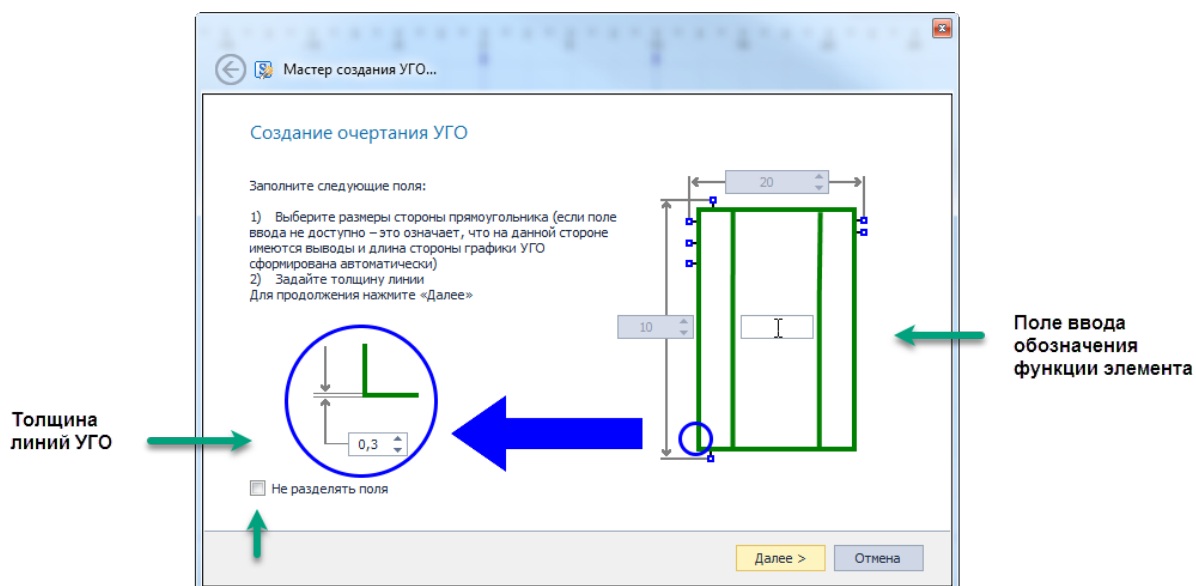 Мастер создания УГО...
Создание очертания УГО
Заполните следующие поля:
1) Выберите размеры стороны прямоугольника (если поле
ввода не доступно – это означает, что на данной стороне
имеются выводы и длина стороны графики УГО
сформирована автоматически)
2) Задайте толщину линии
Для продолжения нажмите «Далее»
20
10
Поле ввода
обозначения
функции элемента
Толщина
линий УГО
0,3
Не разделять поля
Далее >
Отмена